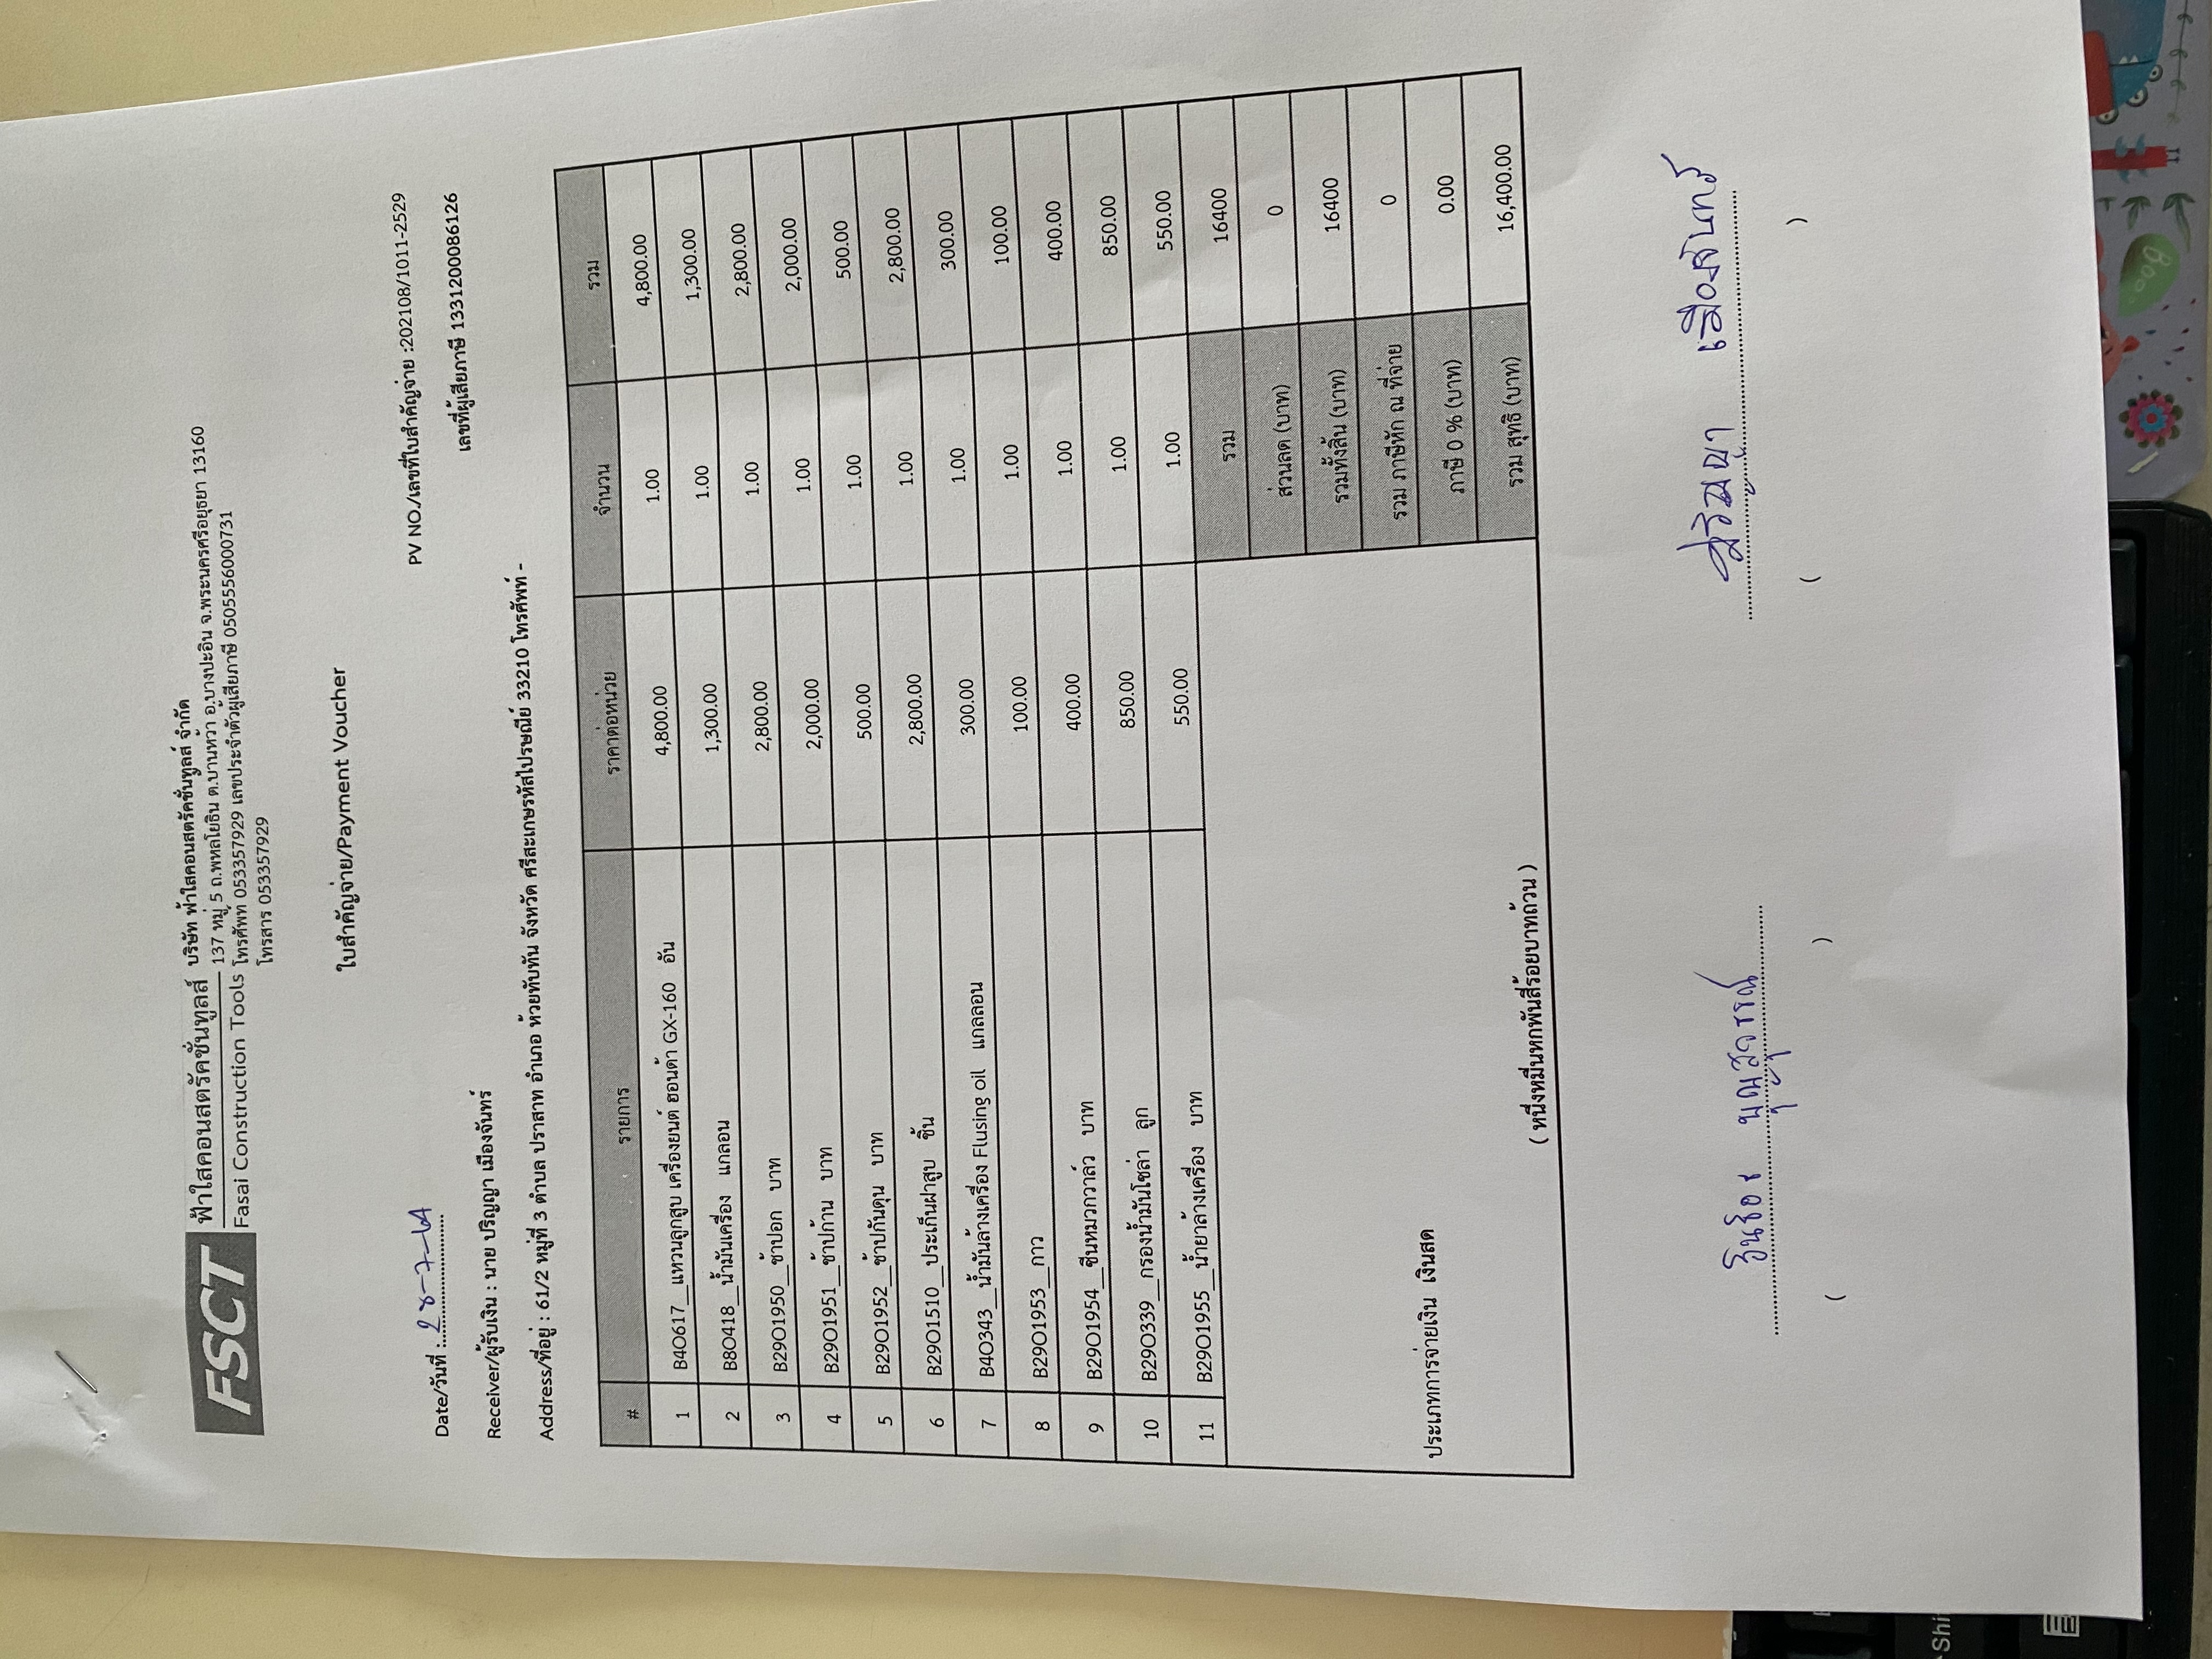 FSCT
ฟ้าใสคอนสตรัคชั่นทูลส์
Fasai Construction Tools
บริษัท ฟ้าใสคอนสตรัคชั่นทูลส์ จำกัด
137 หมู่ 5 ถ.พหลโยธิน ต.บ้านหว้า อ.บางปะอิน จ.พระนครศรีอยุธยา 13160
โทรศัพท์ 053357929 เลขประจำตัวผู้เสียภาษี 0505556000731
โทรสาร 053357929
ใบสำคัญจ่าย/Payment Voucher
Date/วันที่ : 28-7-64
PV NO./เลขที่ใบสำคัญจ่าย :202108/1011-2529
เลขที่ผู้เสียภาษี 1331200086126
Receiver/ผู้รับเงิน : นาย ปริญญา เมืองจันทร์
Address/ที่อยู่ : 61/2 หมู่ที่ 3 ตำบล ปราสาท อำเภอ ห้วยทับทัน จังหวัด ศรีสะเกษรหัสไปรษณีย์ 33210 โทรศัพท์ -
# รายการ ราคาต่อหน่วย จำนวน รวม
1 B4O617__แหวนลูกสูบ เครื่องยนต์ ฮอนด้า GX-160 อัน 4,800.00 1.00 4,800.00
2 B8O418__น้ำมันเครื่อง แกลอน 1,300.00 1.00 1,300.00
3 B29O1950__ช้าปอก บาท 2,800.00 1.00 2,800.00
4 B29O1951__ช้าปก้าน บาท 2,000.00 1.00 2,000.00
5 B29O1952__ช้าปกันดุน บาท 500.00 1.00 500.00
6 B29O1510__ประเก็นฝาสูบ ชิ้น 2,800.00 1.00 2,800.00
7 B4O343__น้ำมันล้างเครื่อง Flusing oil แกลลอน 300.00 1.00 300.00
8 B29O1953__กาว 100.00 1.00 100.00
9 B29O1954__ซีนหมวกวาล์ว บาท 400.00 1.00 400.00
10 B29O339__กรองน้ำมันโซล่า ลูก 850.00 1.00 850.00
11 B29O1955__น้ำยาล้างเครื่อง บาท 550.00 1.00 550.00
รวม 16400
ส่วนลด (บาท) 0
รวมทั้งสิ้น (บาท) 16400
รวม ภาษีหัก ณ ที่จ่าย 0
ประเภทการจ่ายเงิน เงินสด
ภาษี 0 % (บาท) 0.00
รวม สุทธิ (บาท) 16,400.00
( หนึ่งหมื่นหกพันสี่ร้อยบาทถ้วน )
บุญสุวรรณ์
ปริญญา เมืองจันทร์
( ) ( )
Shi
Boo